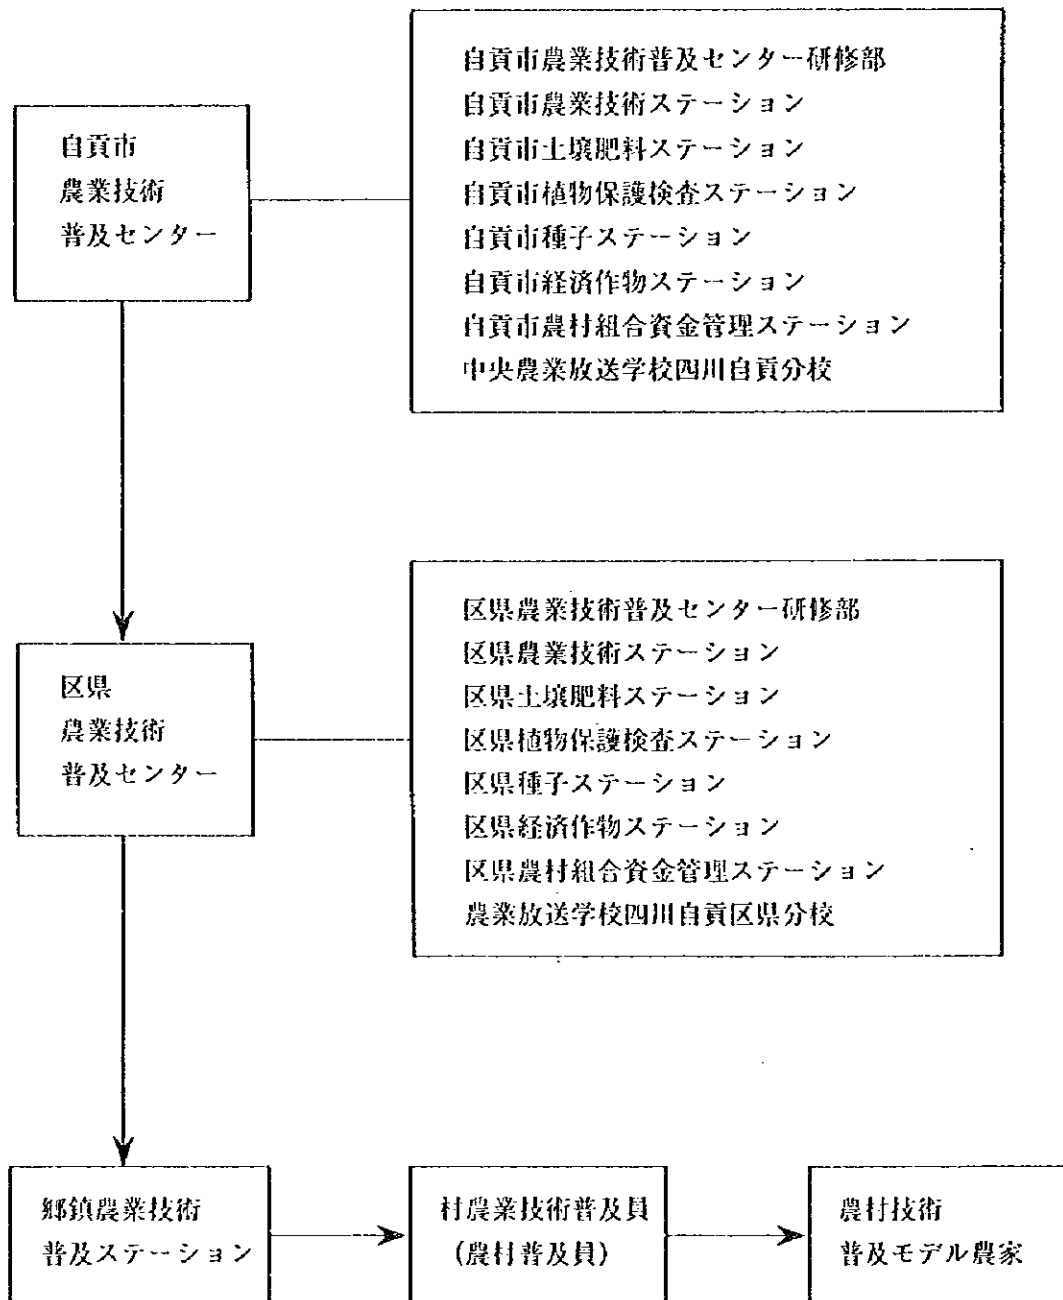 自貢市
農業技術
普及センター
自貢市農業技術普及センター研修部
自貢市農業技術ステーション
自貢市土壌肥料ステーション
自貢市植物保護検査ステーション
自貢市種子ステーション
自貢市経済作物ステーション
自貢市農村組合資金管理ステーション
中央農業放送学校四川自貢分校
区県
農業技術
普及センター
区県農業技術普及センター研修部
区県農業技術ステーション
区県土壌肥料ステーション
区県植物保護検査ステーション
区県種子ステーション
区県経済作物ステーション
区県農村組合資金管理ステーション
農業放送学校四川自貢区県分校
郷鎮農業技術
普及ステーション
村農業技術普及員
(農村普及員)
農村技術
普及モデル農家